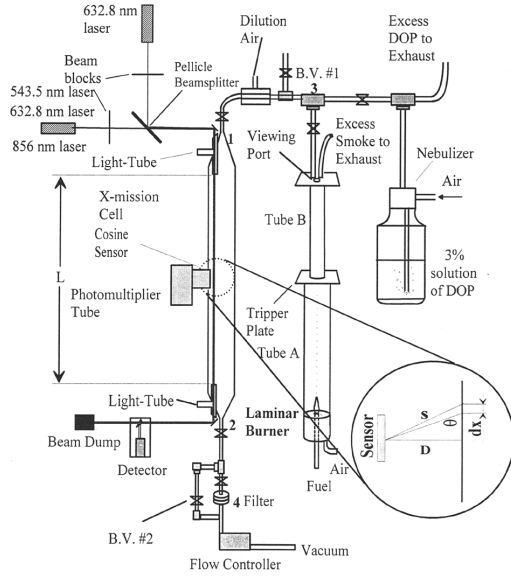 632.8 nm
laser
Beam
blocks
543.5 nm laser
632.8 nm laser
856 nm laser
Pellicle
Beamsplitter
Light-Tube
1
Dilution
Air
B.V. #1
3
Excess
DOP to
Exhaust
Viewing
Port
Excess
Smoke to
Exhaust
Nebulizer
Air
3%
solution
of DOP
X-mission
Cell
Cosine
Sensor
L
Photomultiplier
Tube
Tube B
Tripper
Plate
Tube A
Light-Tube
2
Laminar
Burner
Air
Fuel
Beam Dump
Detector
4 Filter
B.V. #2
Flow Controller
Vacuum
Sensor
S
D
θ
dx